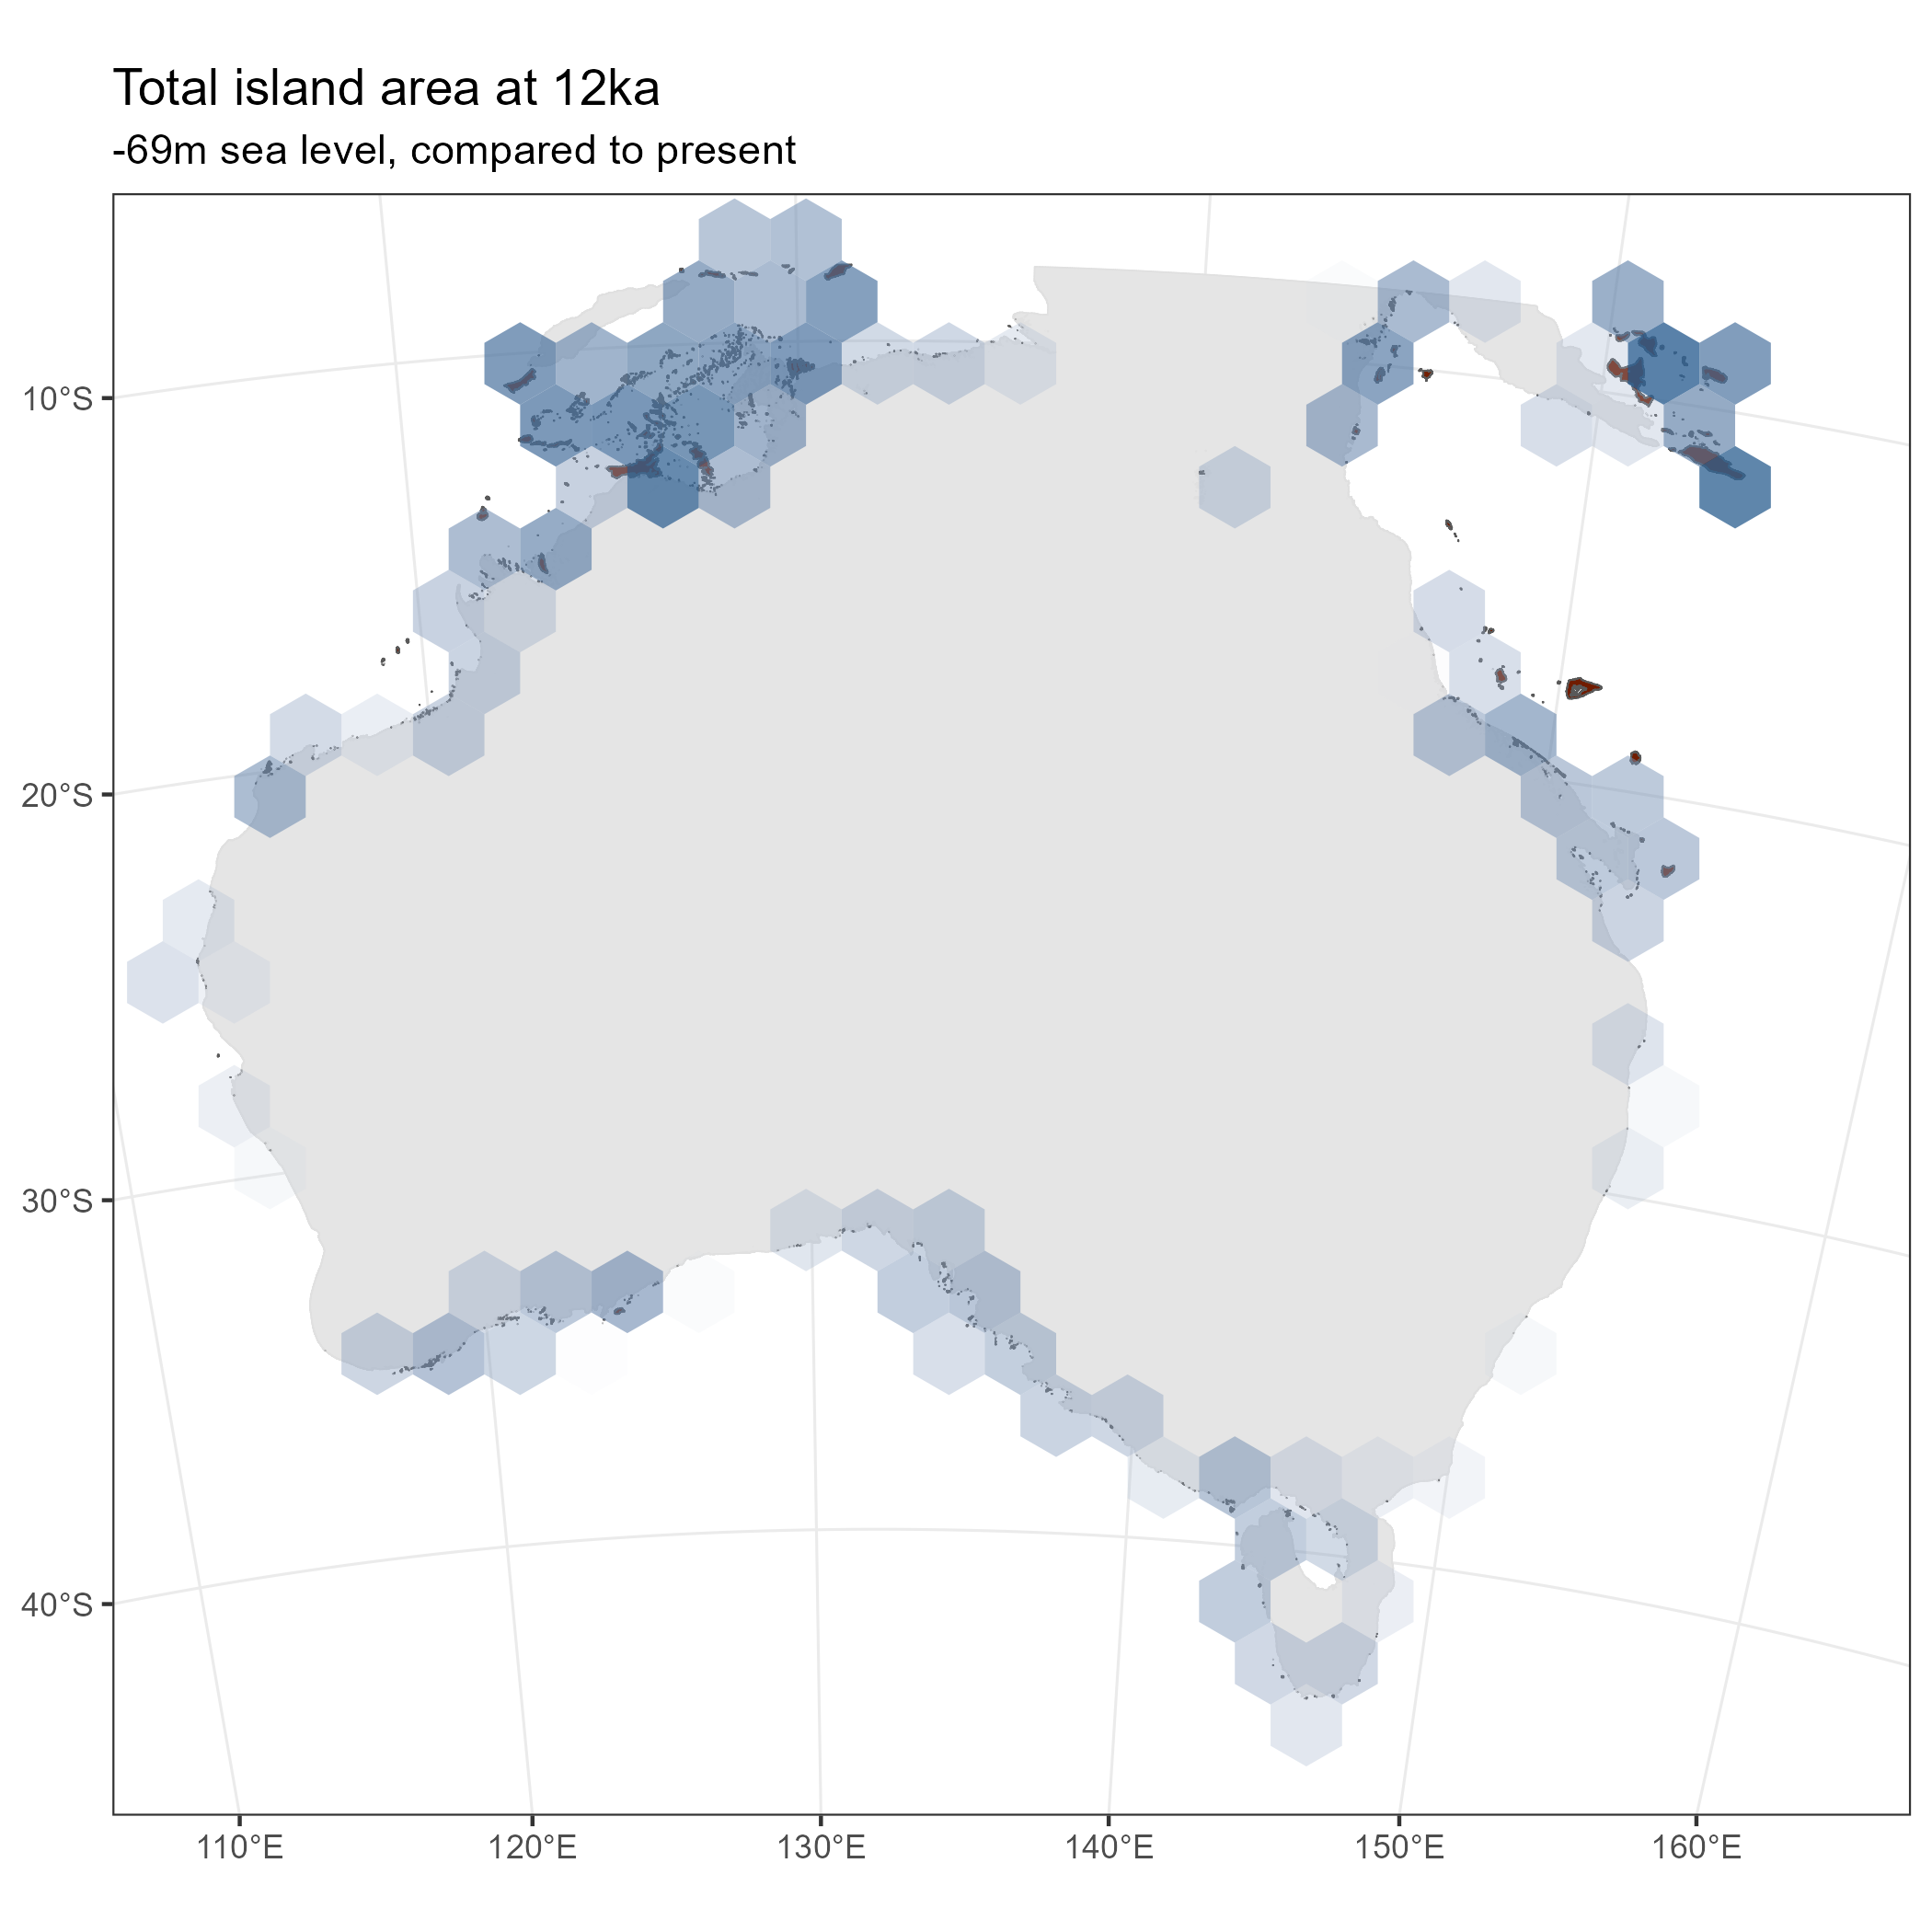 Total island area at 12ka
-69m sea level, compared to present
10°S
20°S
30°S
40°S
110°E
120°E
130°E
140°E
150°E
160°E